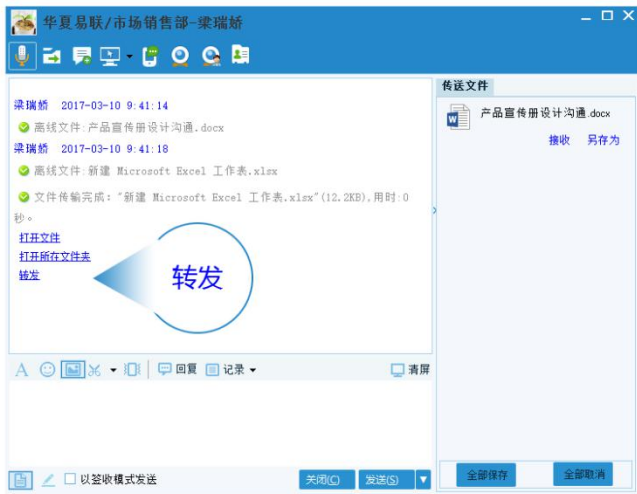 华夏易联/市场销售部-梁瑞娇
梁瑞娇 2017-03-10 9:41:14
离线文件:产品宣传册设计沟通.docx
梁瑞娇 2017-03-10 9:41:18
离线文件:新建 Microsoft Excel 工作表.xlsx
文件传输完成："新建 Microsoft Excel 工作表.xlsx"(12.2KB),用时:0
秒。
打开文件
打开所在文件夹
转发
转发
传送文件
产品宣传册设计沟通.docx
接收 另存为
A 回复 记录 清屏
以签收模式发送 关闭(C) 发送(S)
全部保存 全部取消